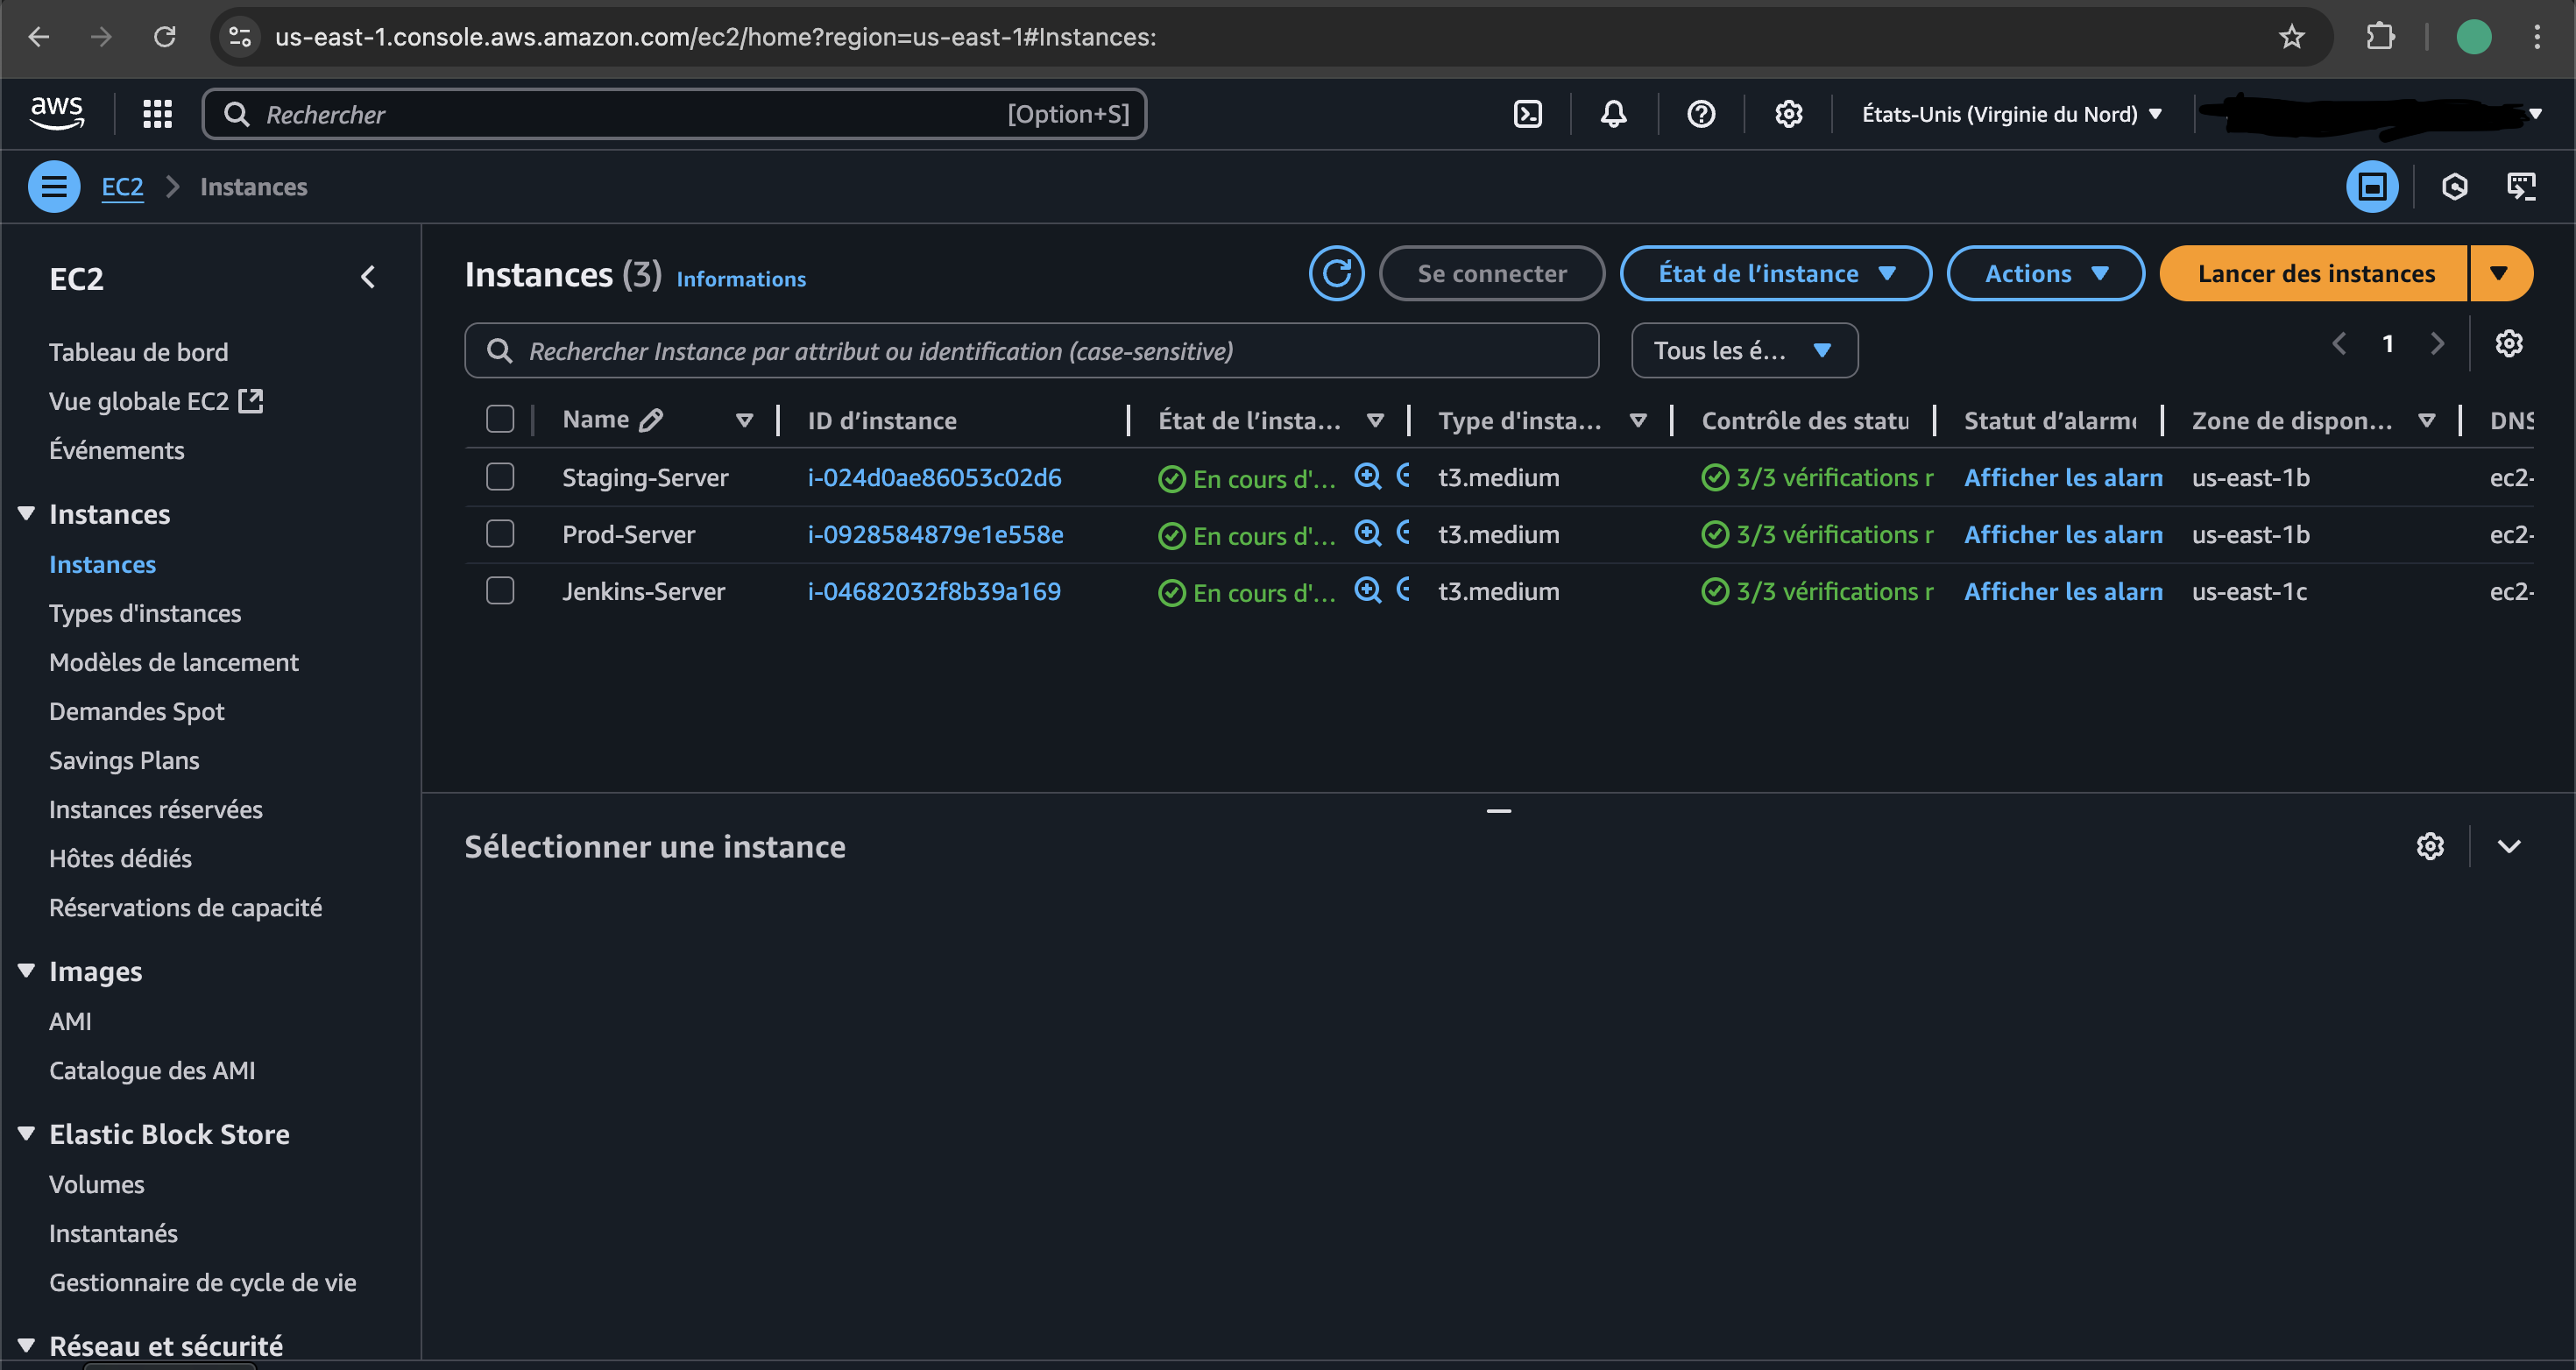 us-east-1.console.aws.amazon.com/ec2/home?region=us-east-1#Instances:
aws
Rechercher [Option+S]
États-Unis (Virginie du Nord)
EC2 Instances
EC2
Tableau de bord
Vue globale EC2
Événements
Instances
Instances
Types d'instances
Modèles de lancement
Demandes Spot
Savings Plans
Instances réservées
Hôtes dédiés
Réservations de capacité
Images
AMI
Catalogue des AMI
Elastic Block Store
Volumes
Instantanés
Gestionnaire de cycle de vie
Réseau et sécurité
Instances (3) Informations
Se connecter
État de l’instance
Actions
Lancer des instances
Rechercher Instance par attribut ou identification (case-sensitive)
Tous les é...
1
Name ID d’instance État de l’insta... Type d'insta... Contrôle des statu Statut d’alarm Zone de dispon... DNS
Staging-Server i-024d0ae86053c02d6 En cours d'... t3.medium 3/3 vérifications r Afficher les alarn us-east-1b ec2-
Prod-Server i-0928584879e1e558e En cours d'... t3.medium 3/3 vérifications r Afficher les alarn us-east-1b ec2-
Jenkins-Server i-04682032f8b39a169 En cours d'... t3.medium 3/3 vérifications r Afficher les alarn us-east-1c ec2-
Sélectionner une instance